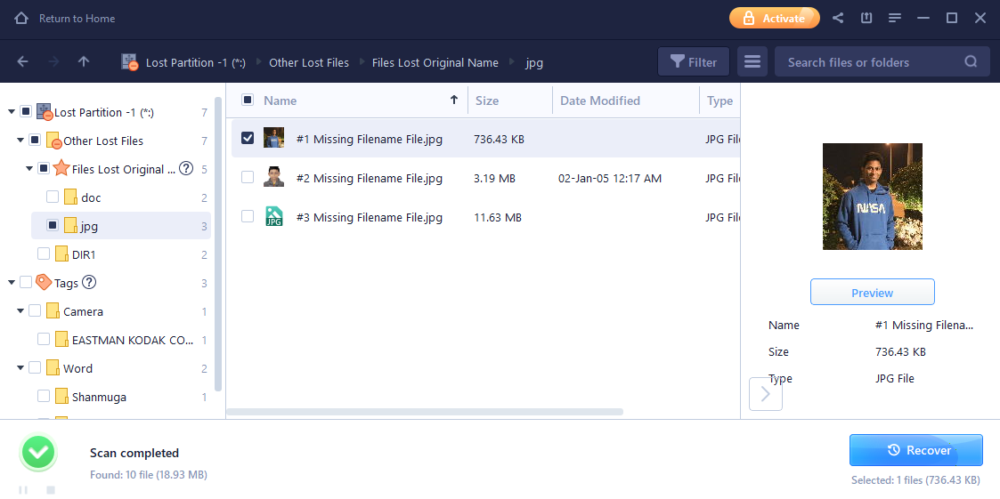 Return to Home
Activate
Lost Partition -1 (*:)
Other Lost Files
Files Lost Original Name
jpg
Filter
Search files or folders
Lost Partition -1 (*:) 7
Other Lost Files 7
Files Lost Original ... ? 5
doc 2
jpg 3
DIR1 2
Tags ? 3
Camera 1
EASTMAN KODAK CO... 1
Word 2
Shanmuga 1
Name Size Date Modified Type
#1 Missing Filename File.jpg 736.43 KB JPG File
#2 Missing Filename File.jpg 3.19 MB 02-Jan-05 12:17 AM JPG File
JPG
#3 Missing Filename File.jpg 11.63 MB JPG File
NASA
Preview
Name #1 Missing Filena...
Size 736.43 KB
Type JPG File
Scan completed
Found: 10 file (18.93 MB)
Recover
Selected: 1 files (736.43 KB)